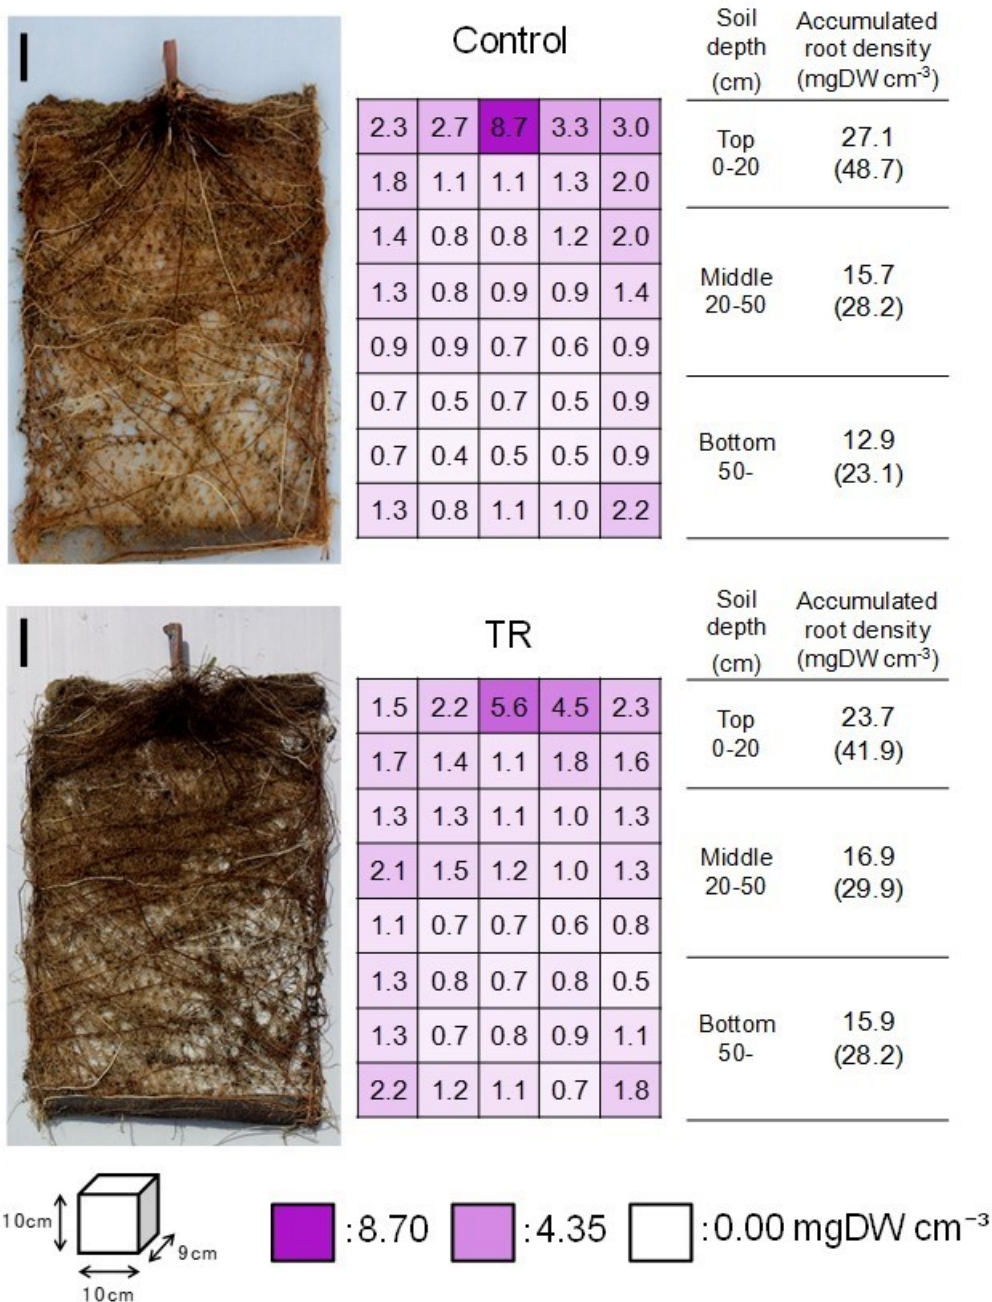 Control
Soil depth (cm) Accumulated root density (mgDW cm⁻³)
2.3 2.7 8.7 3.3 3.0
1.8 1.1 1.1 1.3 2.0
Top 0-20 27.1 (48.7)
1.4 0.8 0.8 1.2 2.0
1.3 0.8 0.9 0.9 1.4
0.9 0.9 0.7 0.6 0.9
Middle 20-50 15.7 (28.2)
0.7 0.5 0.7 0.5 0.9
0.7 0.4 0.5 0.5 0.9
1.3 0.8 1.1 1.0 2.2
Bottom 50- 12.9 (23.1)
TR
Soil depth (cm) Accumulated root density (mgDW cm⁻³)
1.5 2.2 5.6 4.5 2.3
1.7 1.4 1.1 1.8 1.6
Top 0-20 23.7 (41.9)
1.3 1.3 1.1 1.0 1.3
2.1 1.5 1.2 1.0 1.3
1.1 0.7 0.7 0.6 0.8
Middle 20-50 16.9 (29.9)
1.3 0.8 0.7 0.8 0.5
1.3 0.7 0.8 0.9 1.1
2.2 1.2 1.1 0.7 1.8
Bottom 50- 15.9 (28.2)
10cm
9cm
10cm
:8.70 :4.35 :0.00 mgDW cm⁻³